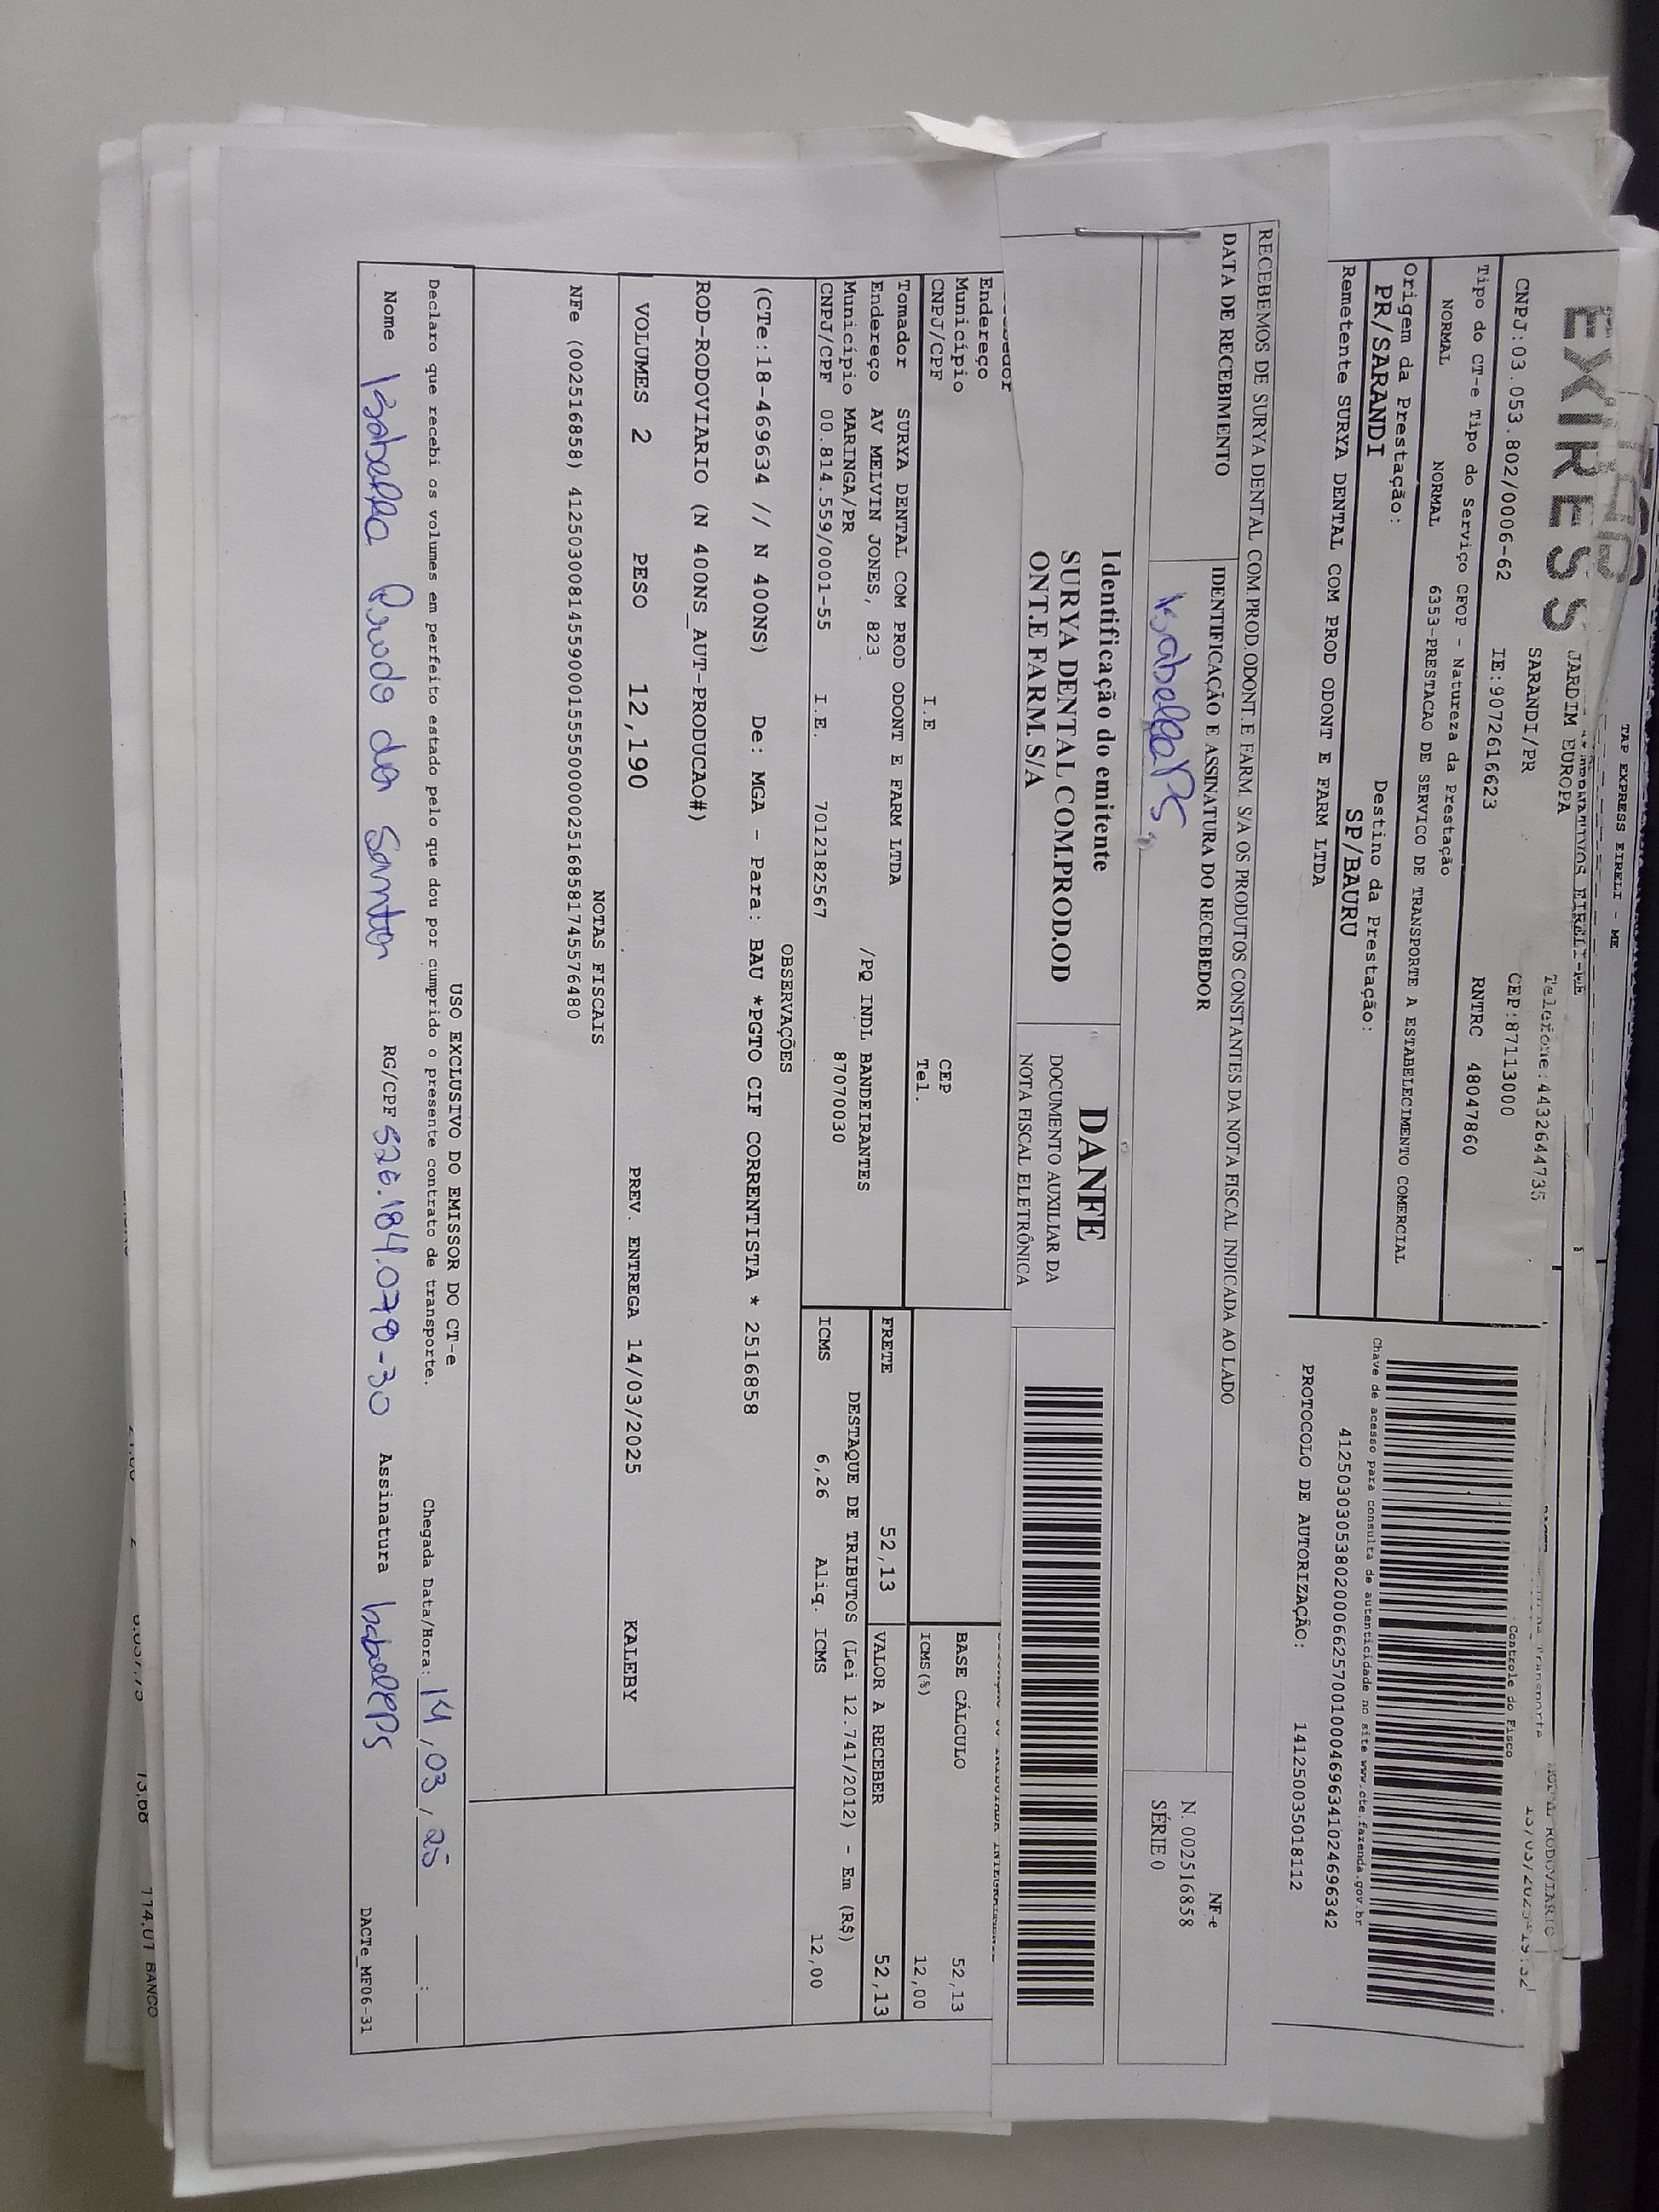 TAP EXPRESS EIRELI - ME
EXPRESS
JARDIM EUROPA
Telefone:4432644735
SARANDI/PR
CEP:87113000
CNPJ:03.053.802/0006-62
IE:9072616623
RNTRC 48047860
Controle do Fisco
Tipo do CT-e Tipo do Serviço CFOP - Natureza da Prestação
NORMAL NORMAL 6353-PRESTACAO DE SERVICO DE TRANSPORTE A ESTABELECIMENTO COMERCIAL
Origem da Prestação: Destino da Prestação:
PR/SARANDI SP/BAURU
Remetente SURYA DENTAL COM PROD ODONT E FARM LTDA
Chave de acesso para consulta de autenticidade no site www.cte.fazenda.gov.br
41250303053802000662570010004696341024696342
PROTOCOLO DE AUTORIZAÇÃO: 141250035018112
RECEBEMOS DE SURYA DENTAL COM.PROD.ODONT.E FARM. S/A OS PRODUTOS CONSTANTES DA NOTA FISCAL INDICADA AO LADO
DATA DE RECEBIMENTO
IDENTIFICAÇÃO E ASSINATURA DO RECEBEDOR
IsabellaPS
NF-e
N. 002516858
SÉRIE 0
Identificação do emitente
SURYA DENTAL COM.PROD.OD
ONT.E FARM. S/A
DANFE
DOCUMENTO AUXILIAR DA
NOTA FISCAL ELETRÔNICA
Endereço
Município CEP
CNPJ/CPF I.E Tel.
BASE CÁLCULO 52,13
ICMS(%) 12,00
Tomador SURYA DENTAL COM PROD ODONT E FARM LTDA
Endereço AV MELVIN JONES, 823 /PQ INDL BANDEIRANTES
Município MARINGA/PR 87070030
CNPJ/CPF 00.814.559/0001-55 I.E. 7012182567
FRETE 52,13 VALOR A RECEBER 52,13
DESTAQUE DE TRIBUTOS (Lei 12.741/2012) - Em (R$)
ICMS 6,26 Aliq. ICMS 12,00
OBSERVAÇÕES
(CTe:18-469634 // N 400NS) De: MGA - Para: BAU *PGTO CIF CORRENTISTA * 2516858
ROD-RODOVIARIO (N 400NS_AUT-PRODUCAO#)
VOLUMES 2 PESO 12,190 PREV. ENTREGA 14/03/2025 KALEBY
NOTAS FISCAIS
NFe (002516858) 41250300814559000155550000025168581745576480
USO EXCLUSIVO DO EMISSOR DO CT-e
Declaro que recebi os volumes em perfeito estado pelo que dou por cumprido o presente contrato de transporte. Chegada Data/Hora: 14/03/25 __:__
Nome Isabella Prudo dos Santos RG/CPF 526.184.078-30 Assinatura IsabellaPS
DACTe_MF06-31
114,01 BANCO